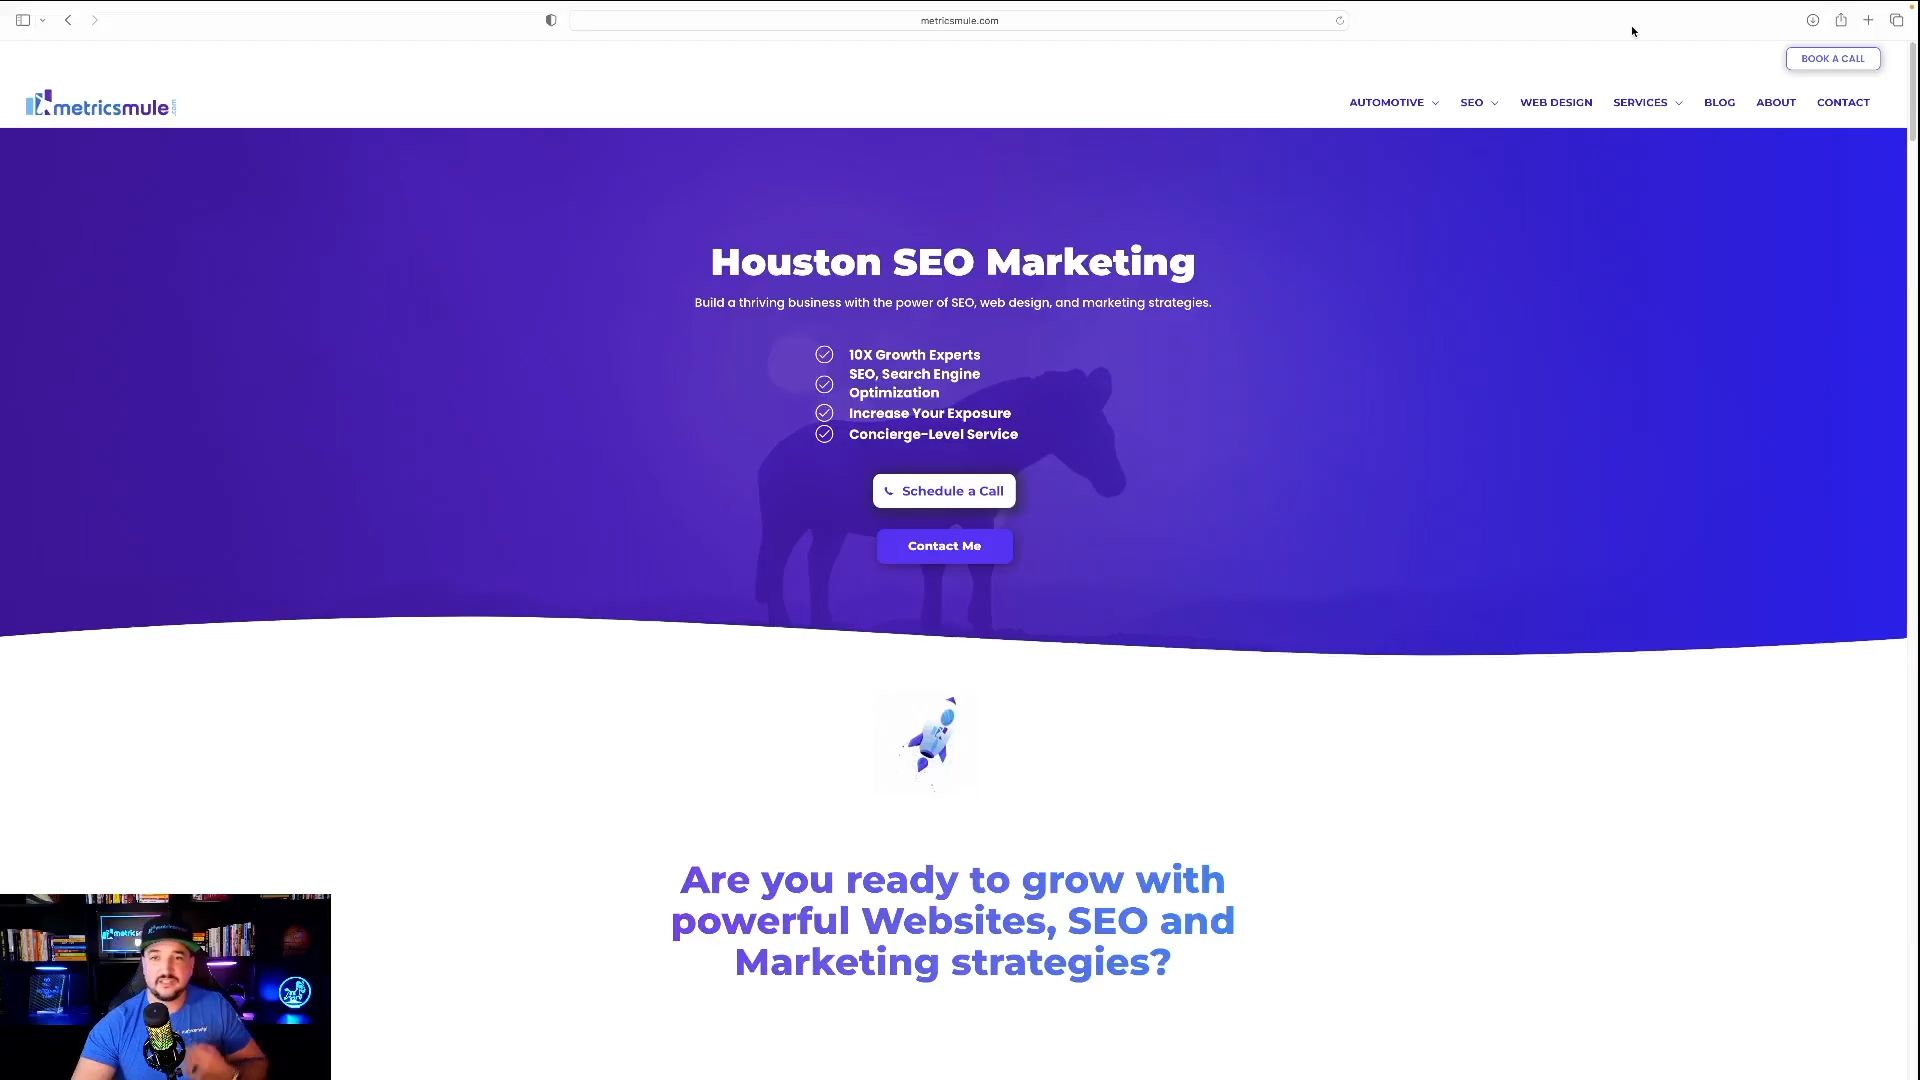 metricsmule.com
BOOK A CALL
metricsmule.com
AUTOMOTIVE SEO WEB DESIGN SERVICES BLOG ABOUT CONTACT
Houston SEO Marketing
Build a thriving business with the power of SEO, web design, and marketing strategies.
10X Growth Experts
SEO, Search Engine
Optimization
Increase Your Exposure
Concierge-Level Service
Schedule a Call
Contact Me
Are you ready to grow with
powerful Websites, SEO and
Marketing strategies?